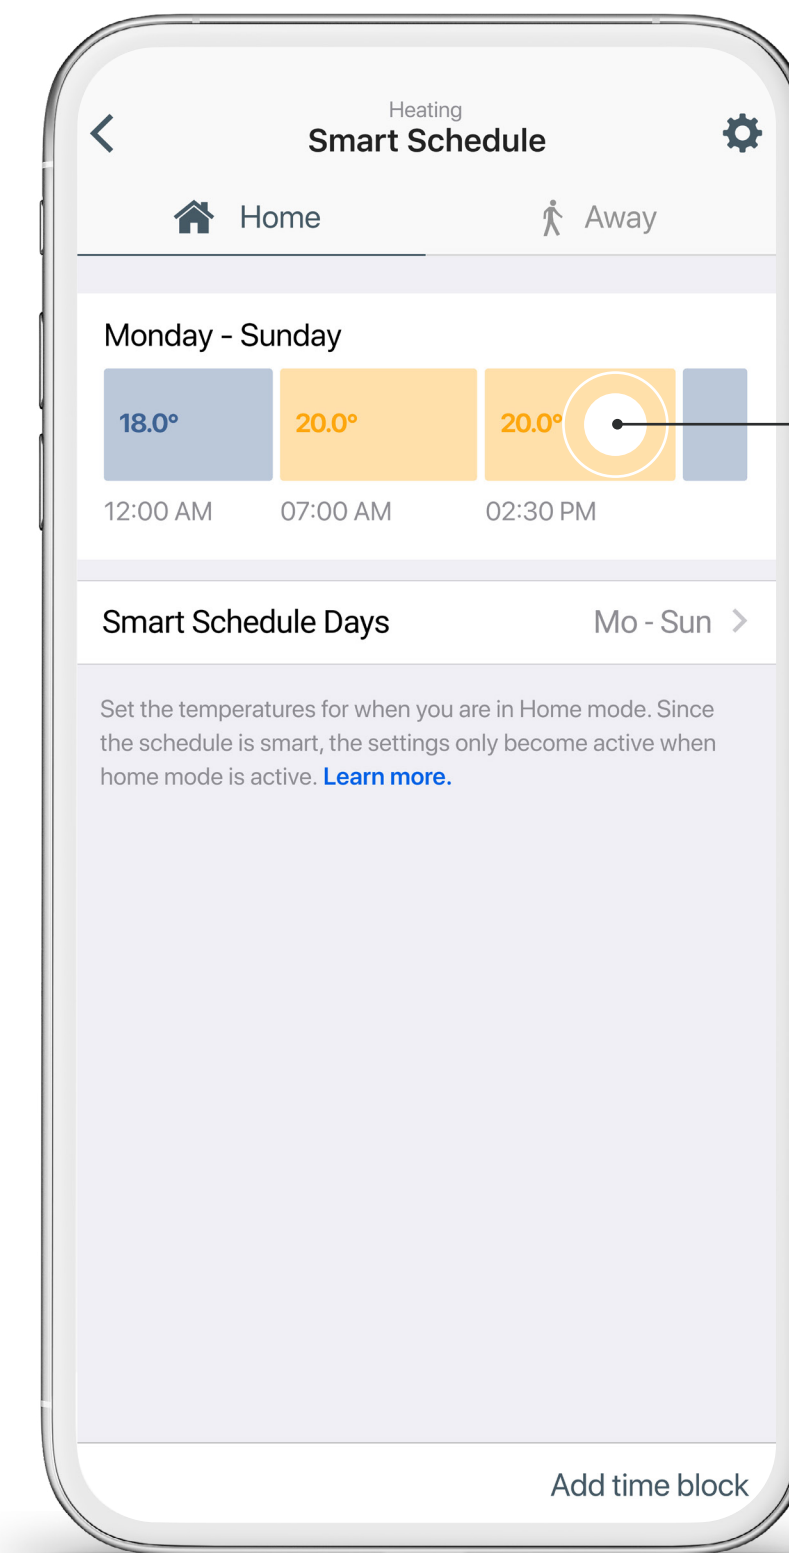 Heating
Smart Schedule
Home Away
Monday - Sunday
18.0° 20.0° 20.0°
12:00 AM 07:00 AM 02:30 PM
Smart Schedule Days Mo - Sun
Set the temperatures for when you are in Home mode. Since
the schedule is smart, the settings only become active when
home mode is active. Learn more.
Add time block